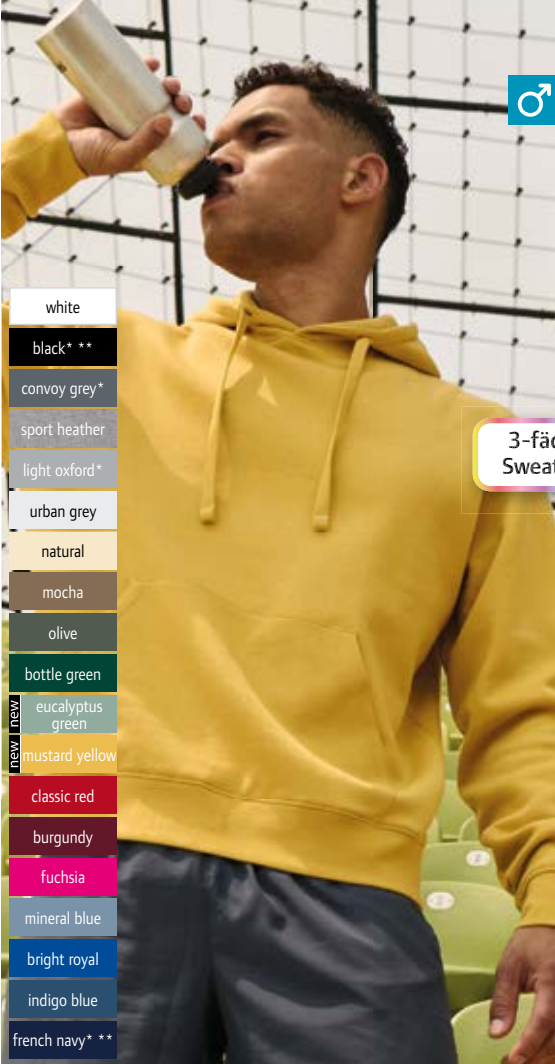 white
black* **
convoy grey*
sport heather
light oxford*
urban grey
natural
mocha
olive
bottle green
new
eucalyptus
green
new
mustard yellow
classic red
burgundy
fuchsia
mineral blue
bright royal
indigo blue
french navy* **
3-fäd
Sweat